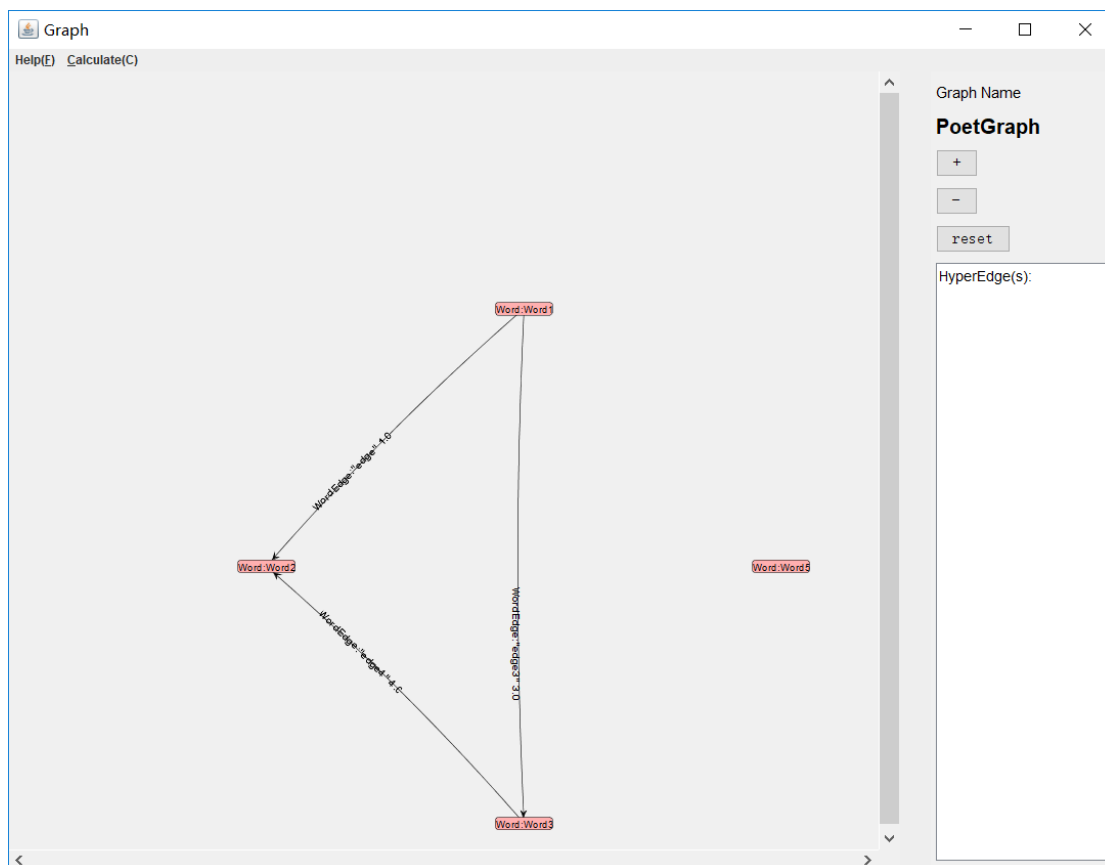 Graph
Help(F) Calculate(C)
Graph Name
PoetGraph
+
-
reset
HyperEdge(s):
Word:Word1
WordEdge:"edge" 1.0
Word:Word2
Word:Word5
WordEdge:"edge4" 4.0
WordEdge:"edge3" 3.0
Word:Word3